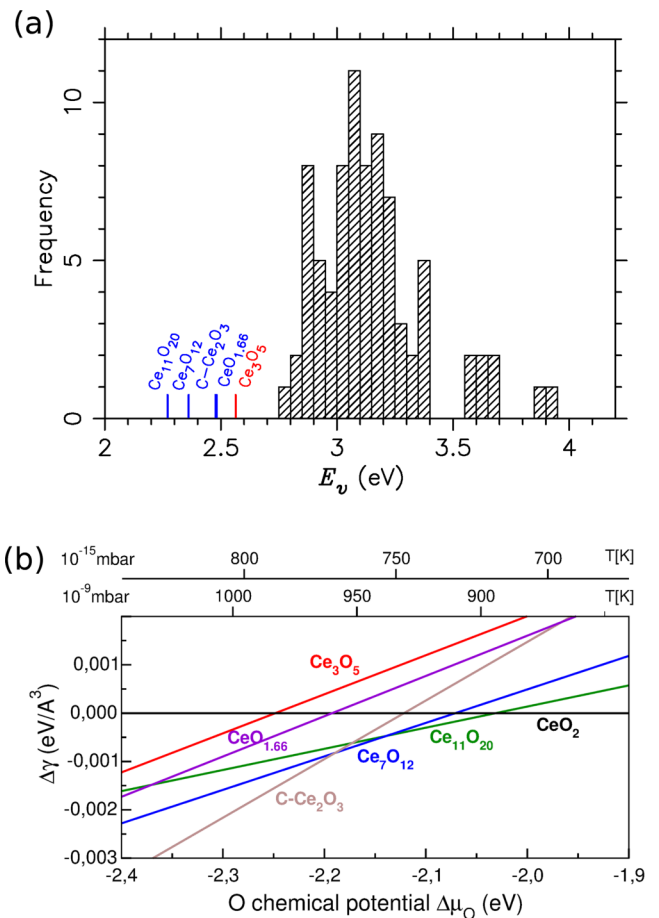 (a)
Frequency
10
5
0
Ce₁₁O₂₀
Ce₇O₁₂
C−Ce₂O₃
CeO₁.₆₆
Ce₃O₅
2
2.5
3
3.5
4
Eᵥ (eV)
(b)
10⁻¹⁵mbar 800 750 700 T[K]
10⁻⁹mbar 1000 950 900 T[K]
Δγ (eV/A³)
0,001
0,000
-0,001
-0,002
-0,003
Ce₃O₅
CeO₂
CeO₁.₆₆
Ce₁₁O₂₀
Ce₇O₁₂
C-Ce₂O₃
-2,4 -2,3 -2,2 -2,1 -2,0 -1,9
O chemical potential Δμ_O (eV)